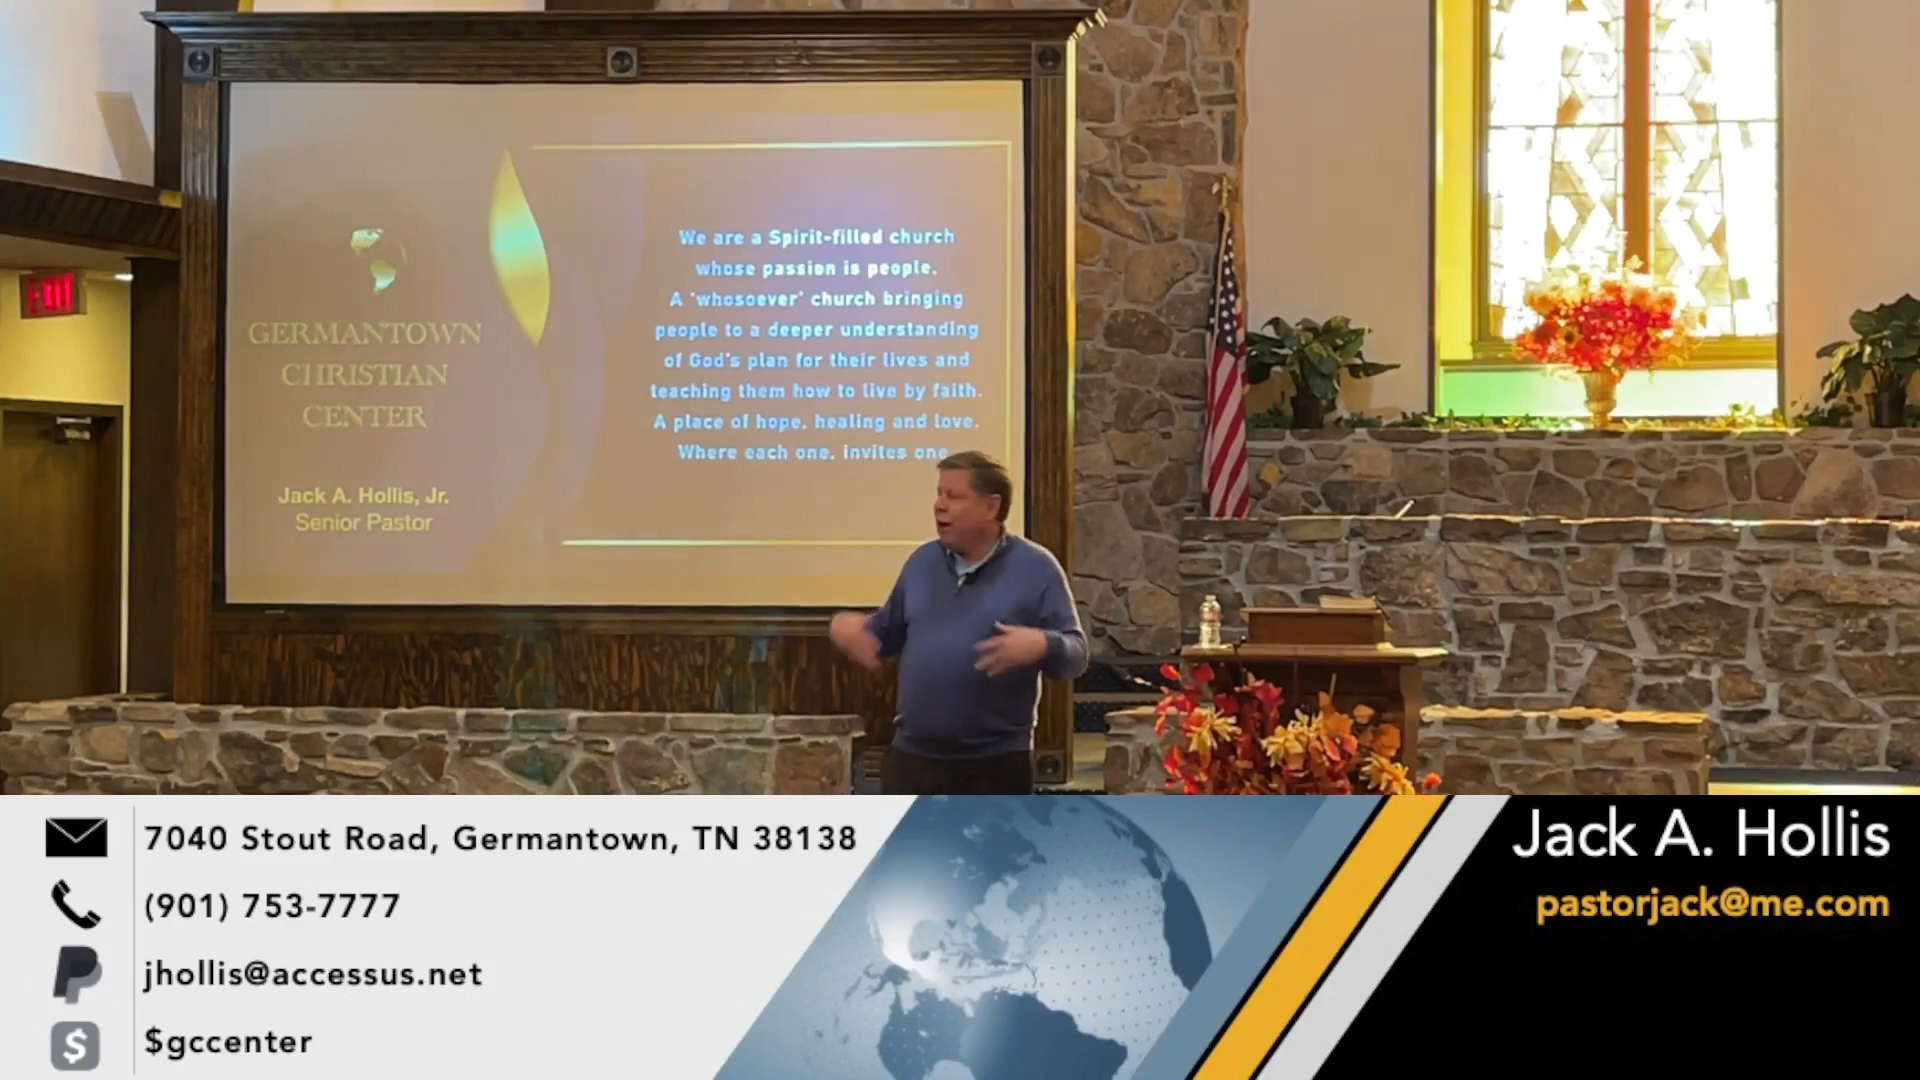 EXIT
GERMANTOWN
CHRISTIAN
CENTER
Jack A. Hollis, Jr.
Senior Pastor
We are a Spirit-filled church
whose passion is people.
A 'whosoever' church bringing
people to a deeper understanding
of God's plan for their lives and
teaching them how to live by faith.
A place of hope, healing and love.
Where each one, invites one
7040 Stout Road, Germantown, TN 38138
(901) 753-7777
jhollis@accessus.net
$gccenter
Jack A. Hollis
pastorjack@me.com